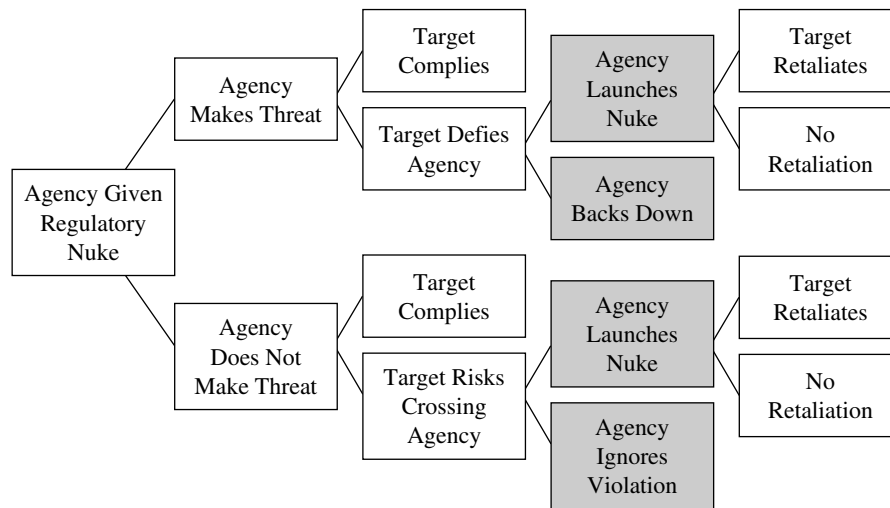 Agency Given
Regulatory
Nuke
Agency
Makes Threat
Target
Complies
Target Defies
Agency
Agency
Launches
Nuke
Target
Retaliates
No
Retaliation
Agency
Backs Down
Agency
Does Not
Make Threat
Target
Complies
Target Risks
Crossing
Agency
Agency
Launches
Nuke
Target
Retaliates
No
Retaliation
Agency
Ignores
Violation